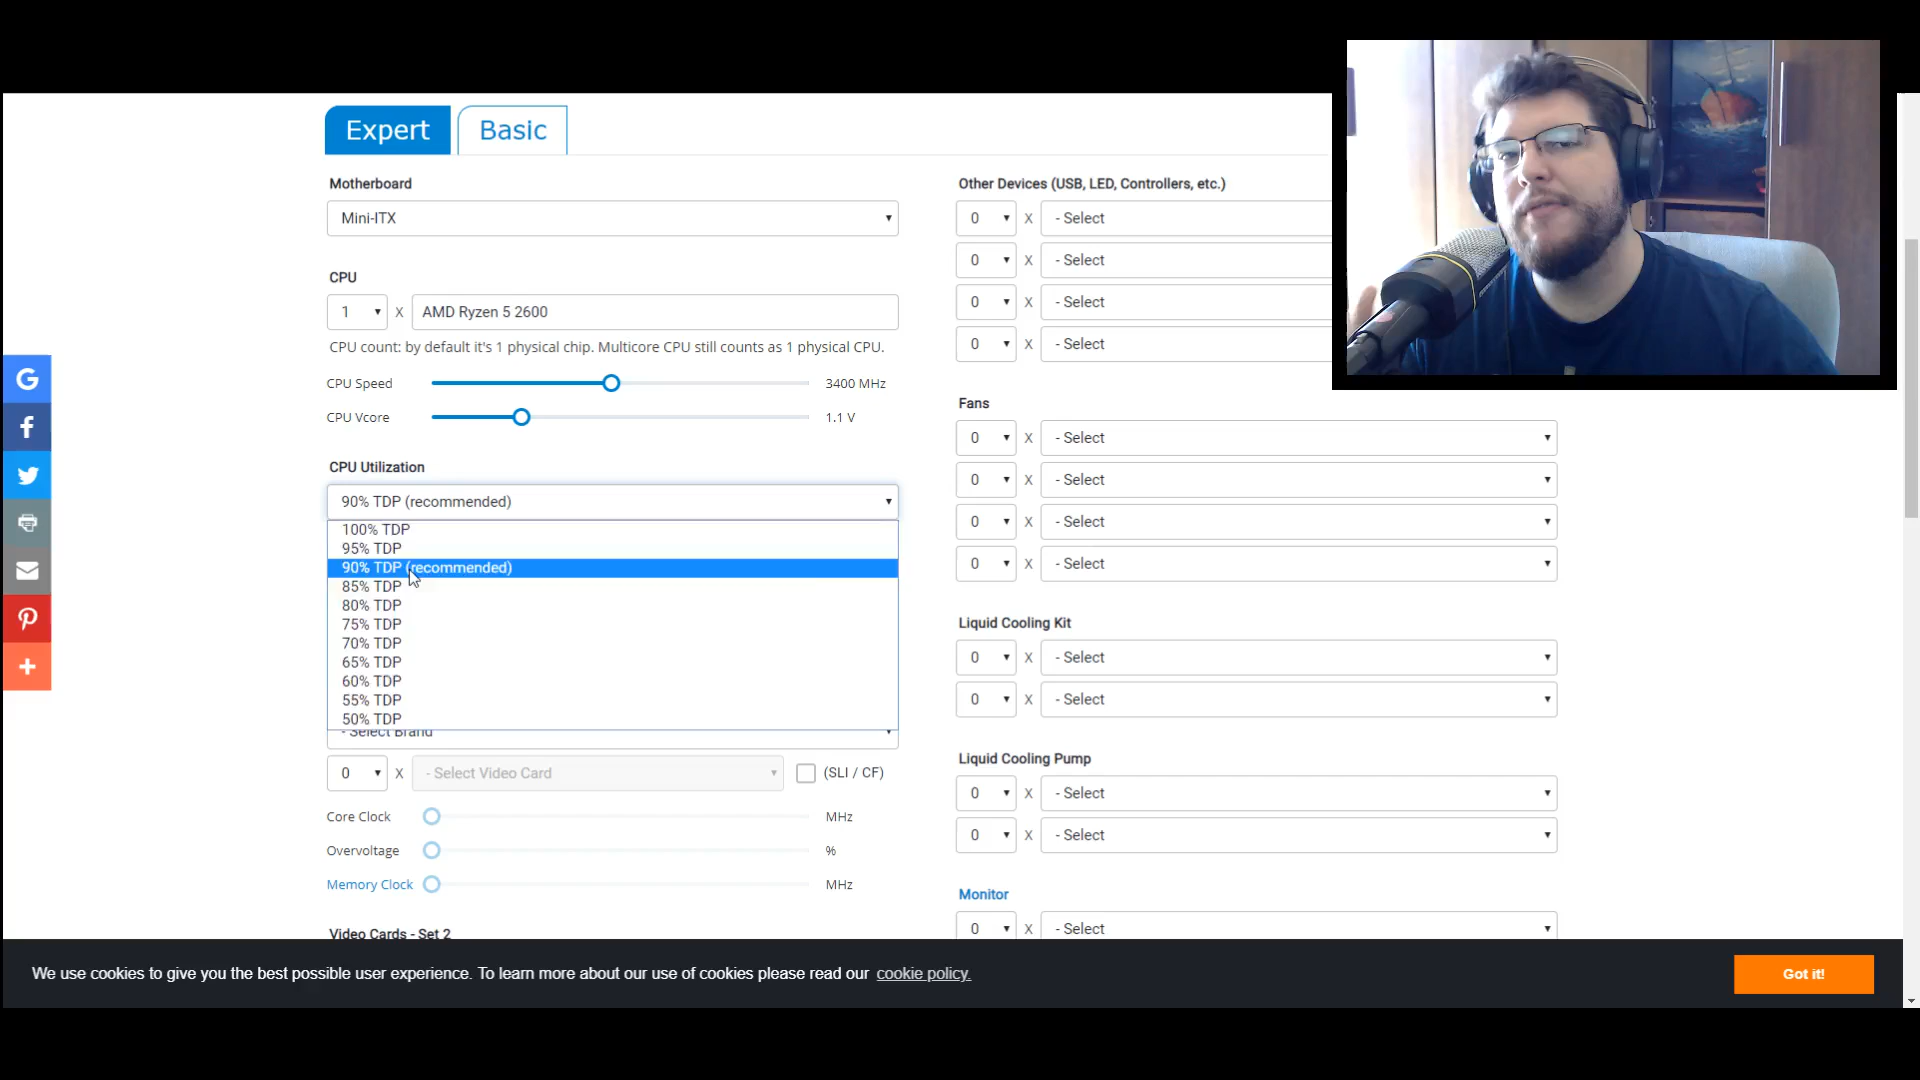 Expert Basic
Motherboard
Mini-ITX
CPU
1 X AMD Ryzen 5 2600
CPU count: by default it's 1 physical chip. Multicore CPU still counts as 1 physical CPU.
CPU Speed 3400 MHz
CPU Vcore 1.1 V
CPU Utilization
90% TDP (recommended)
100% TDP
95% TDP
90% TDP (recommended)
85% TDP
80% TDP
75% TDP
70% TDP
65% TDP
60% TDP
55% TDP
50% TDP
- Select Brand
0 X - Select Video Card (SLI / CF)
Core Clock MHz
Overvoltage %
Memory Clock MHz
Video Cards - Set 2
Other Devices (USB, LED, Controllers, etc.)
0 X - Select
0 X - Select
0 X - Select
0 X - Select
Fans
0 X - Select
0 X - Select
0 X - Select
0 X - Select
Liquid Cooling Kit
0 X - Select
0 X - Select
Liquid Cooling Pump
0 X - Select
0 X - Select
Monitor
0 X - Select
We use cookies to give you the best possible user experience. To learn more about our use of cookies please read our cookie policy.
Got it!